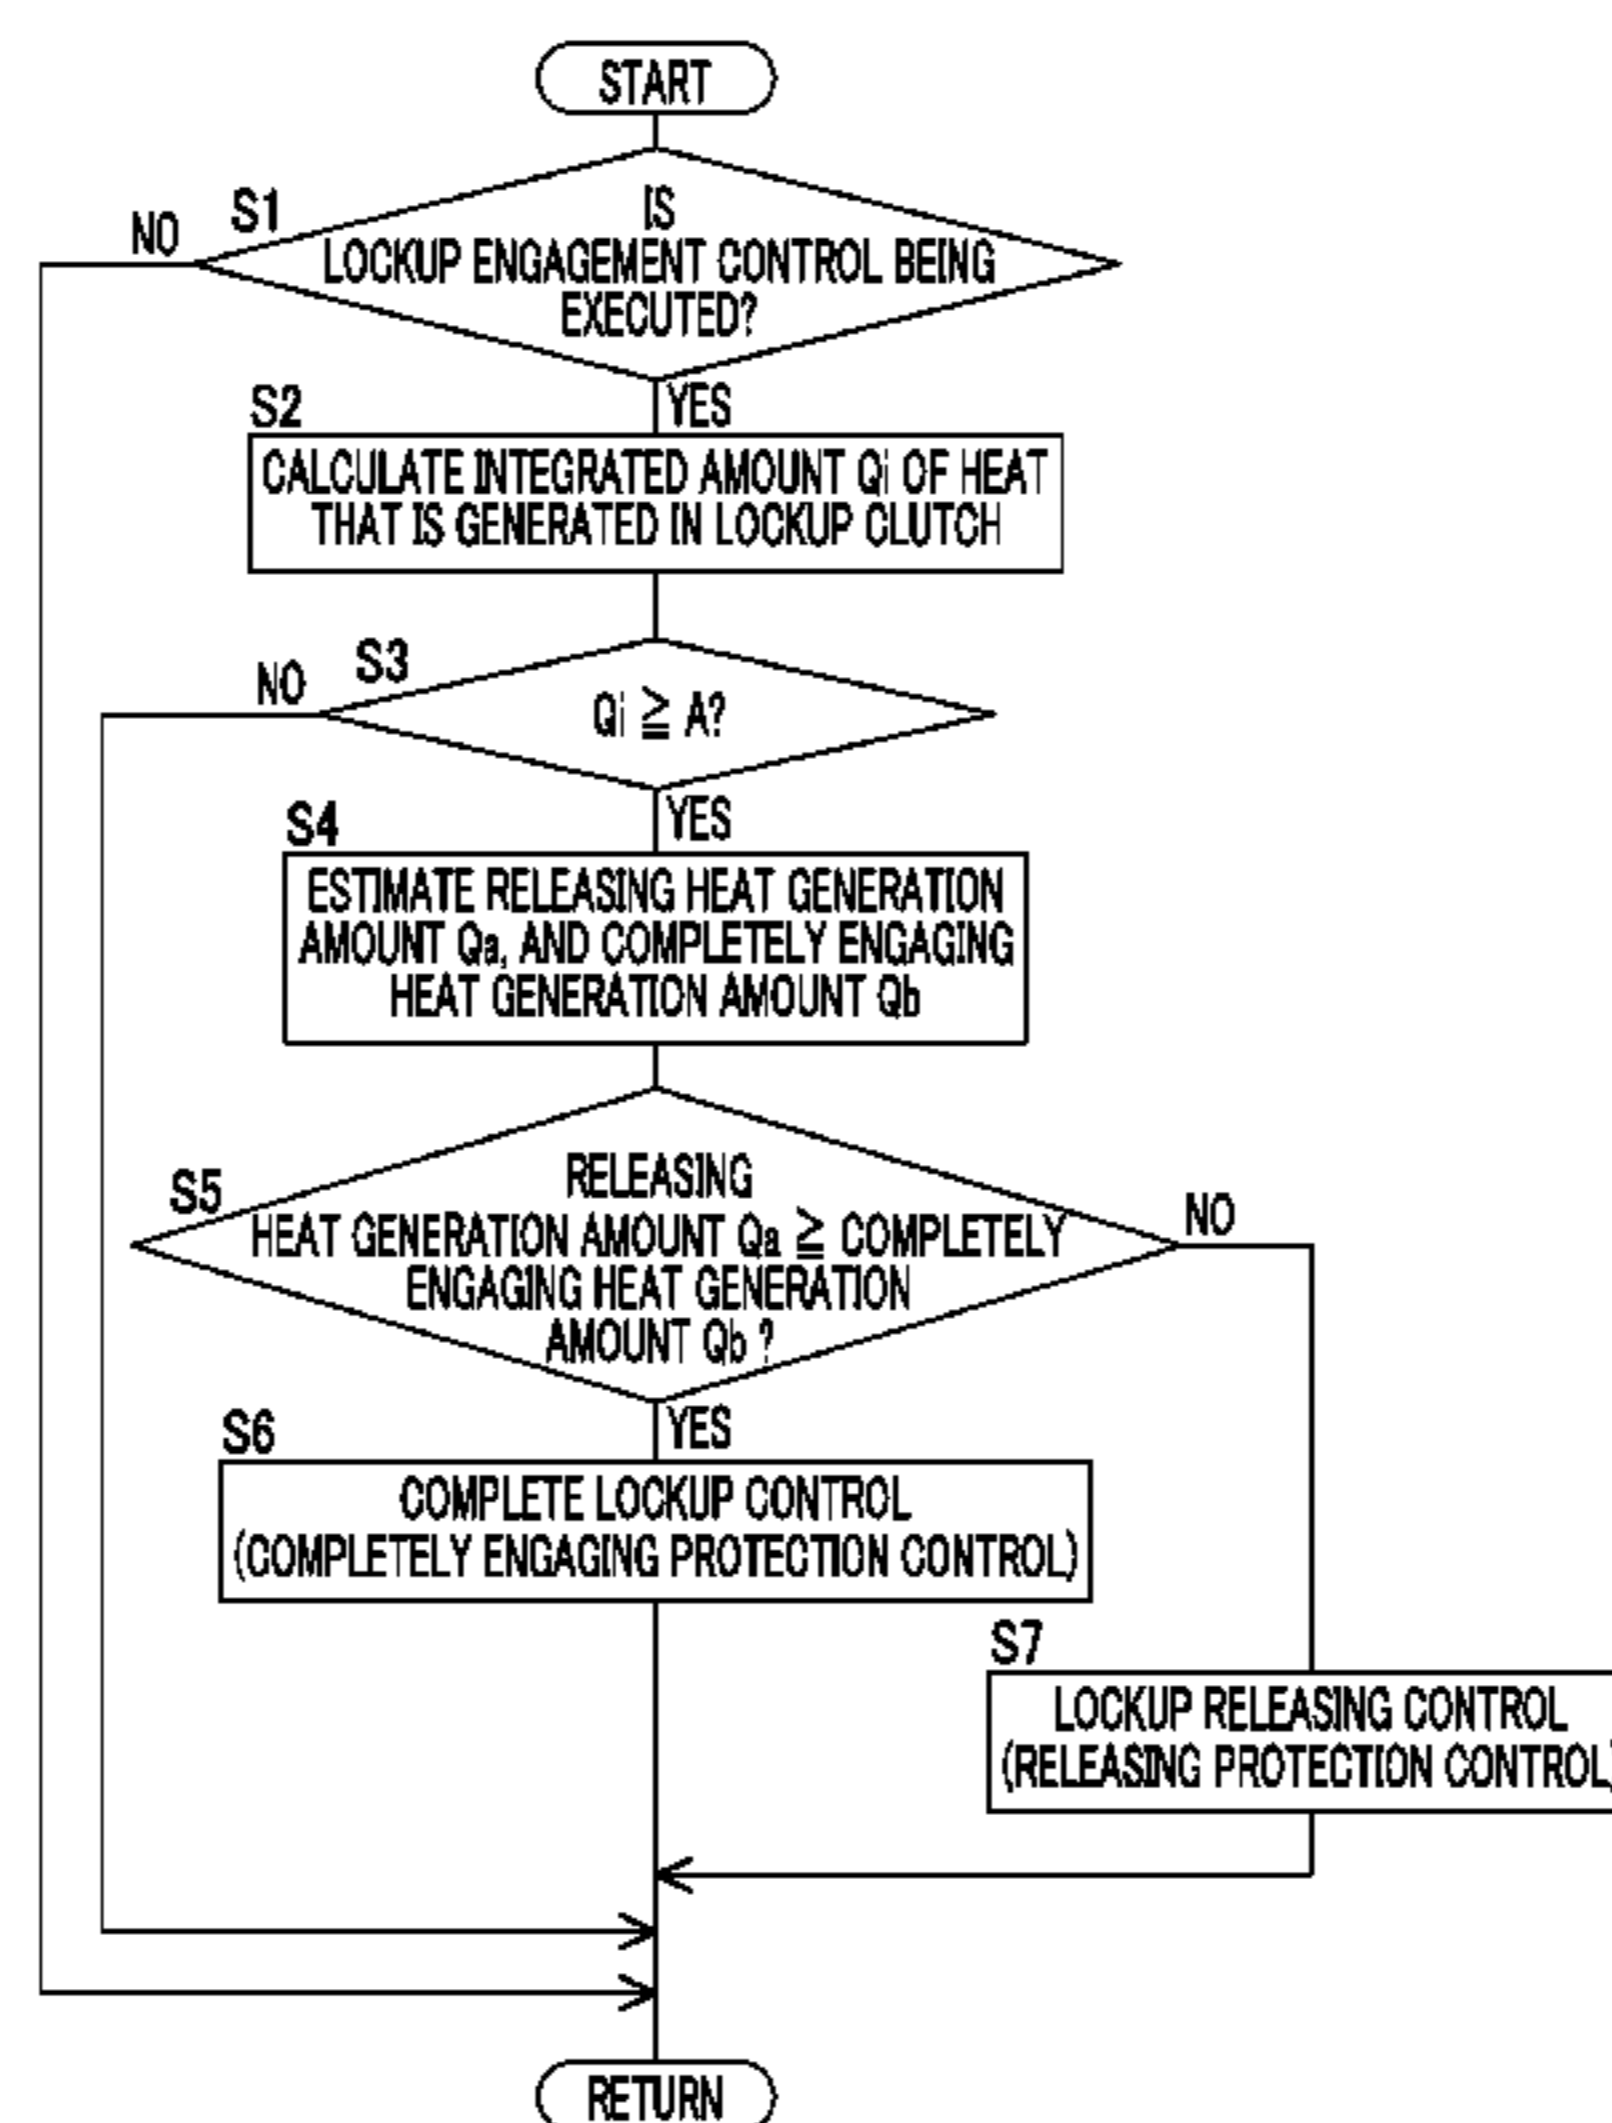 START
S1
NO
IS
LOCKUP ENGAGEMENT CONTROL BEING
EXECUTED?
YES
S2
CALCULATE INTEGRATED AMOUNT Qi OF HEAT
THAT IS GENERATED IN LOCKUP CLUTCH
S3
NO
Qi ≧ A?
YES
S4
ESTIMATE RELEASING HEAT GENERATION
AMOUNT Qa, AND COMPLETELY ENGAGING
HEAT GENERATION AMOUNT Qb
S5
RELEASING
HEAT GENERATION AMOUNT Qa ≧ COMPLETELY
ENGAGING HEAT GENERATION
AMOUNT Qb ?
NO
YES
S6
COMPLETE LOCKUP CONTROL
(COMPLETELY ENGAGING PROTECTION CONTROL)
S7
LOCKUP RELEASING CONTROL
(RELEASING PROTECTION CONTROL)
RETURN